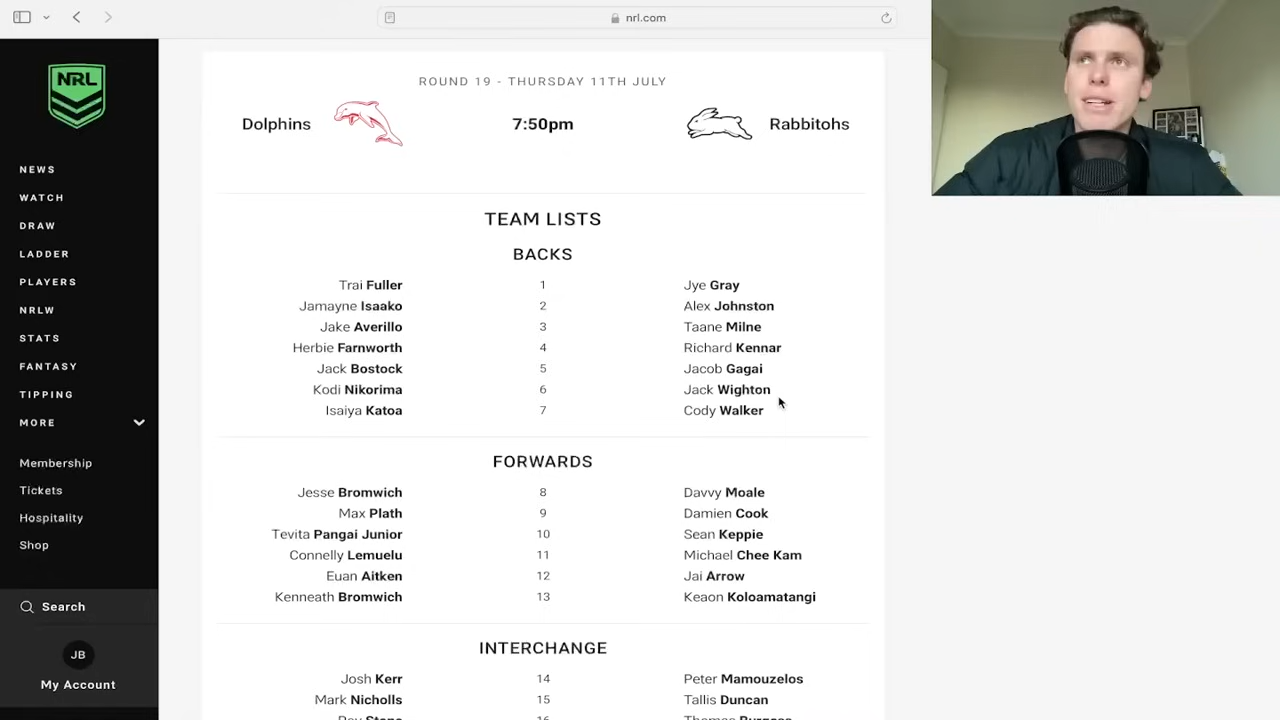 nrl.com
NRL
NEWS
WATCH
DRAW
LADDER
PLAYERS
NRLW
STATS
FANTASY
TIPPING
MORE
Membership
Tickets
Hospitality
Shop
Search
JB
My Account
ROUND 19 - THURSDAY 11TH JULY
Dolphins 7:50pm Rabbitohs
TEAM LISTS
BACKS
Trai Fuller 1 Jye Gray
Jamayne Isaako 2 Alex Johnston
Jake Averillo 3 Taane Milne
Herbie Farnworth 4 Richard Kennar
Jack Bostock 5 Jacob Gagai
Kodi Nikorima 6 Jack Wighton
Isaiya Katoa 7 Cody Walker
FORWARDS
Jesse Bromwich 8 Davvy Moale
Max Plath 9 Damien Cook
Tevita Pangai Junior 10 Sean Keppie
Connelly Lemuelu 11 Michael Chee Kam
Euan Aitken 12 Jai Arrow
Kenneath Bromwich 13 Keaon Koloamatangi
INTERCHANGE
Josh Kerr 14 Peter Mamouzelos
Mark Nicholls 15 Tallis Duncan
Ray Stone 16 Thomas Burgess